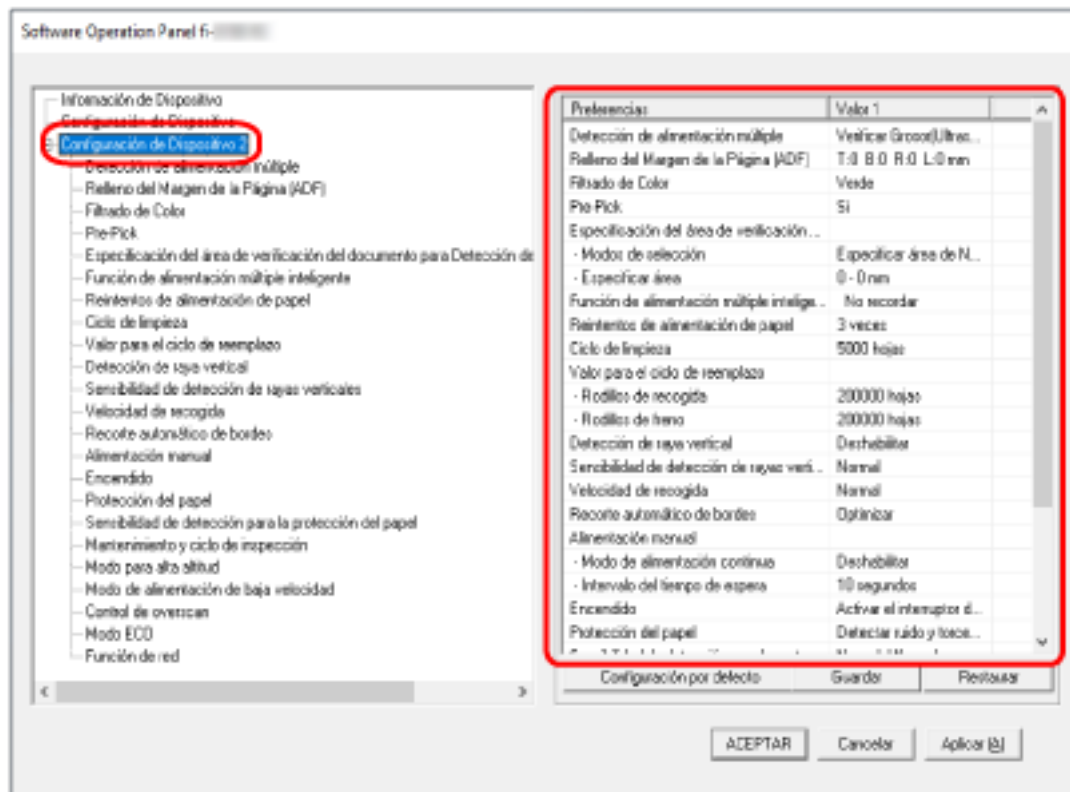 Software Operation Panel fi-
Información de Dispositivo
Configuración de Dispositivo
Configuración de Dispositivo 2
Detección de alimentación múltiple
Relleno del Margen de la Página (ADF)
Filtrado de Color
Pre-Pick
Especificación del área de verificación del documento para Detección de
Función de alimentación múltiple inteligente
Reintentos de alimentación de papel
Ciclo de limpieza
Valor para el ciclo de reemplazo
Detección de raya vertical
Sensibilidad de detección de rayas verticales
Velocidad de recogida
Recorte automático de bordes
Alimentación manual
Encendido
Protección del papel
Sensibilidad de detección para la protección del papel
Mantenimiento y ciclo de inspección
Modo para alta altitud
Modo de alimentación de baja velocidad
Control de overscan
Modo ECO
Función de red
Preferencias Valor 1
Detección de alimentación múltiple Verificar Grosor(Ultras...
Relleno del Margen de la Página (ADF) T:0 B:0 R:0 L:0 mm
Filtrado de Color Verde
Pre-Pick Sí
Especificación del área de verificación...
- Modos de selección Especificar área de N...
- Especificar área 0 - 0 mm
Función de alimentación múltiple intelige... No recordar
Reintentos de alimentación de papel 3 veces
Ciclo de limpieza 5000 hojas
Valor para el ciclo de reemplazo
- Rodillos de recogida 200000 hojas
- Rodillos de freno 200000 hojas
Detección de raya vertical Deshabilitar
Sensibilidad de detección de rayas verti... Normal
Velocidad de recogida Normal
Recorte automático de bordes Optimizar
Alimentación manual
- Modo de alimentación continua Deshabilitar
- Intervalo del tiempo de espera 10 segundos
Encendido Activar el interruptor d...
Protección del papel Detectar ruido y torce...
Configuración por defecto Guardar Restaurar
ACEPTAR Cancelar Aplicar (A)